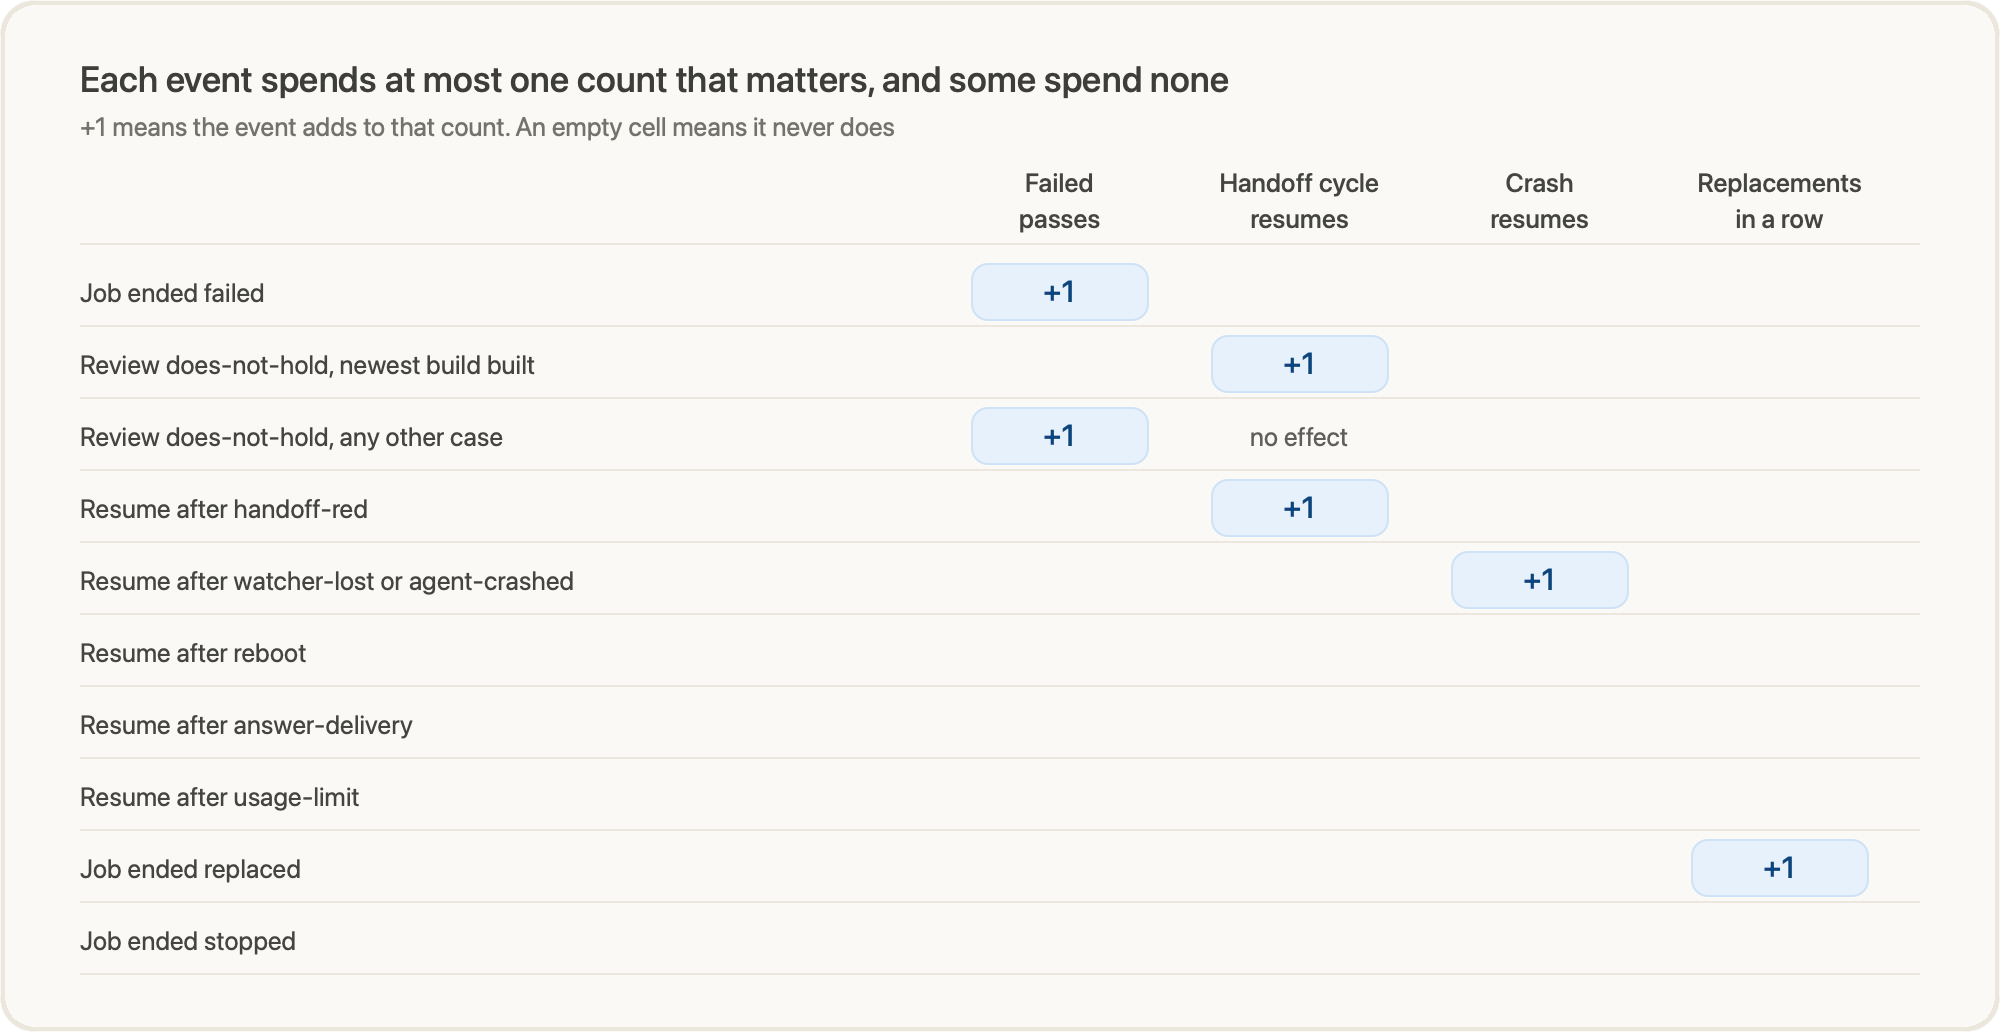 Each event spends at most one count that matters, and some spend none
+1 means the event adds to that count. An empty cell means it never does
Failed passes
Handoff cycle resumes
Crash resumes
Replacements in a row
Job ended failed
+1
Review does-not-hold, newest build built
+1
Review does-not-hold, any other case
+1
no effect
Resume after handoff-red
+1
Resume after watcher-lost or agent-crashed
+1
Resume after reboot
Resume after answer-delivery
Resume after usage-limit
Job ended replaced
+1
Job ended stopped